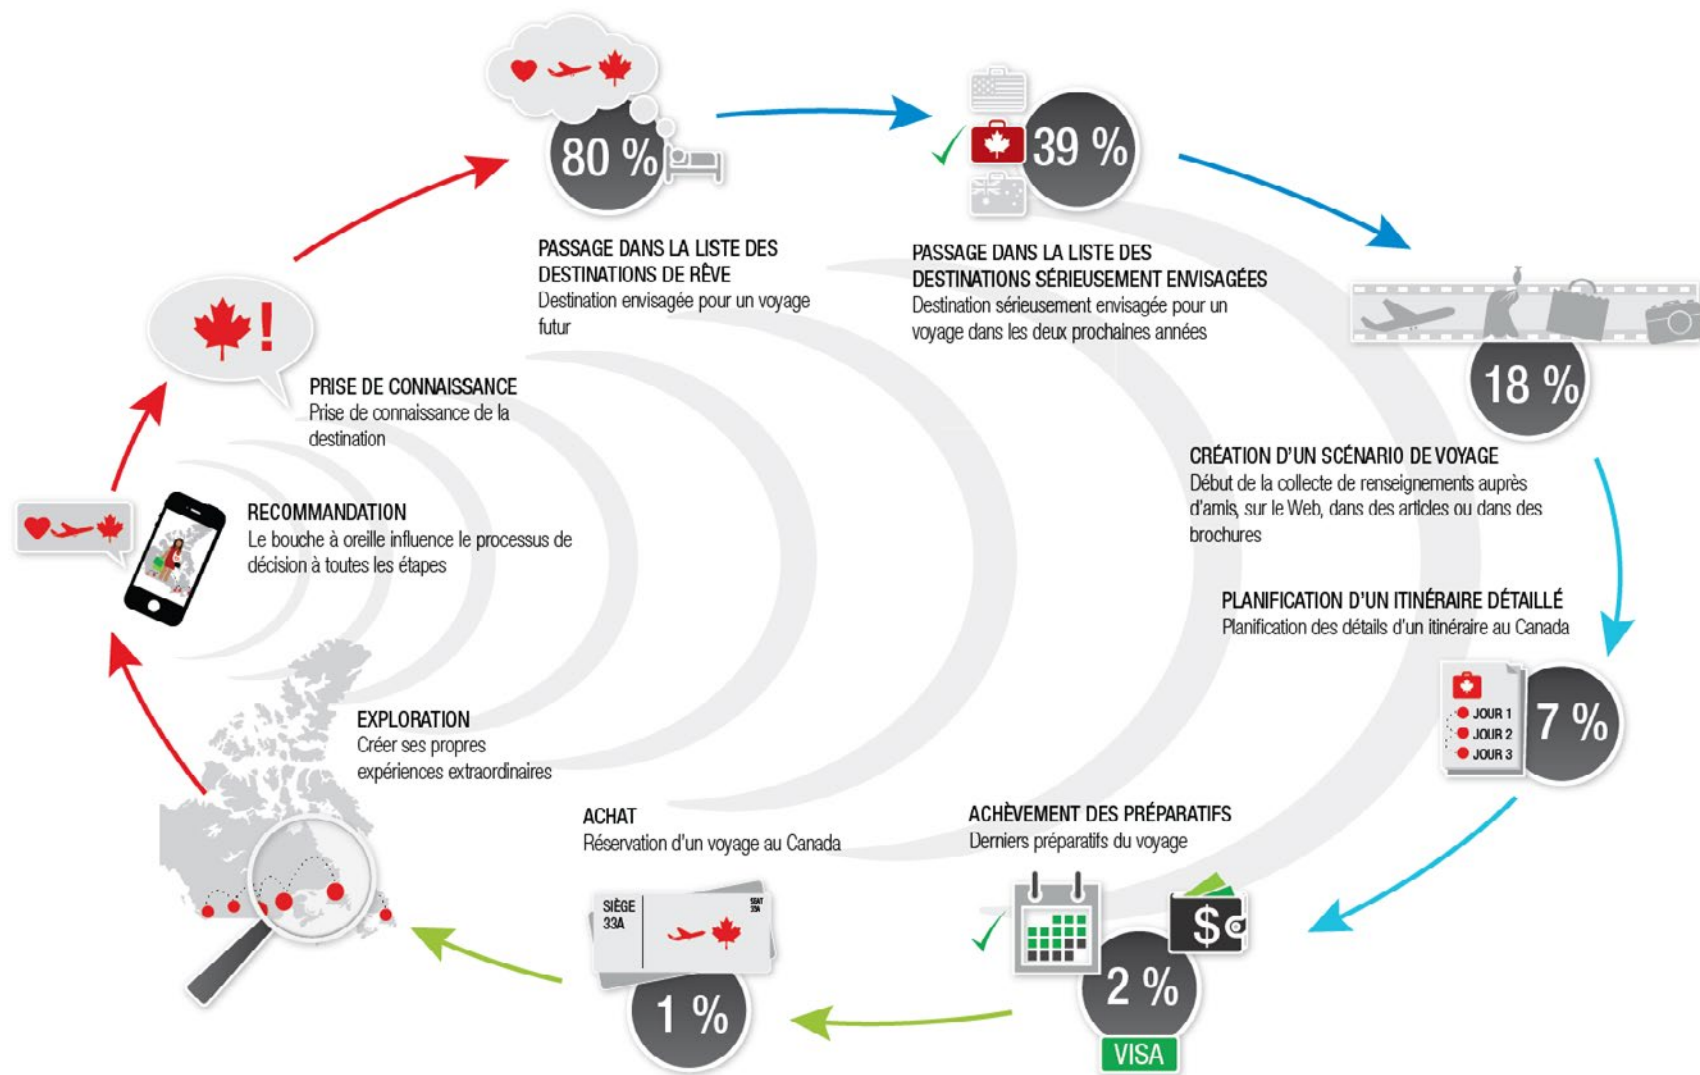 80 %
PASSAGE DANS LA LISTE DES
DESTINATIONS DE RÊVE
Destination envisagée pour un voyage
futur
39 %
PASSAGE DANS LA LISTE DES
DESTINATIONS SÉRIEUSEMENT ENVISAGÉES
Destination sérieusement envisagée pour un
voyage dans les deux prochaines années
18 %
CRÉATION D'UN SCÉNARIO DE VOYAGE
Début de la collecte de renseignements auprès
d'amis, sur le Web, dans des articles ou dans des
brochures
PLANIFICATION D'UN ITINÉRAIRE DÉTAILLÉ
Planification des détails d'un itinéraire au Canada
JOUR 1
JOUR 2
JOUR 3
7 %
ACHÈVEMENT DES PRÉPARATIFS
Derniers préparatifs du voyage
$
2 %
VISA
ACHAT
Réservation d'un voyage au Canada
SIÈGE
33A
SEAT
33A
1 %
EXPLORATION
Créer ses propres
expériences extraordinaires
RECOMMANDATION
Le bouche à oreille influence le processus de
décision à toutes les étapes
!
PRISE DE CONNAISSANCE
Prise de connaissance de la
destination